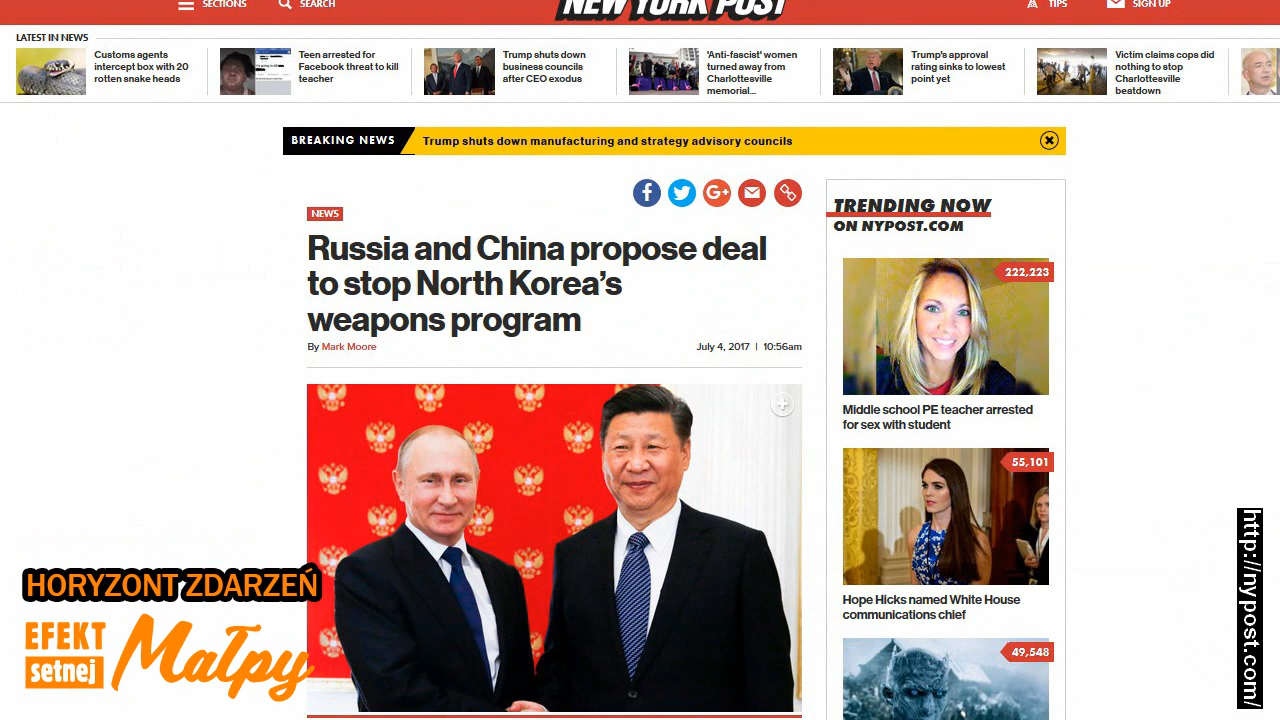 SECTIONS
SEARCH
NEW YORK POST
TIPS
SIGN UP
LATEST IN NEWS
Customs agents
intercept box with 20
rotten snake heads
Teen arrested for
Facebook threat to kill
teacher
Trump shuts down
business councils
after CEO exodus
'Anti-fascist' women
turned away from
Charlottesville
memorial...
Trump's approval
rating sinks to lowest
point yet
Victim claims cops did
nothing to stop
Charlottesville
beatdown
BREAKING NEWS
Trump shuts down manufacturing and strategy advisory councils
NEWS
Russia and China propose deal
to stop North Korea's
weapons program
By Mark Moore
July 4, 2017 | 10:56am
TRENDING NOW
ON NYPOST.COM
222,223
Middle school PE teacher arrested
for sex with student
55,101
Hope Hicks named White House
communications chief
49,548
HORYZONT ZDARZEŃ
EFEKT
setnej
Małpy
http://nypost.com/